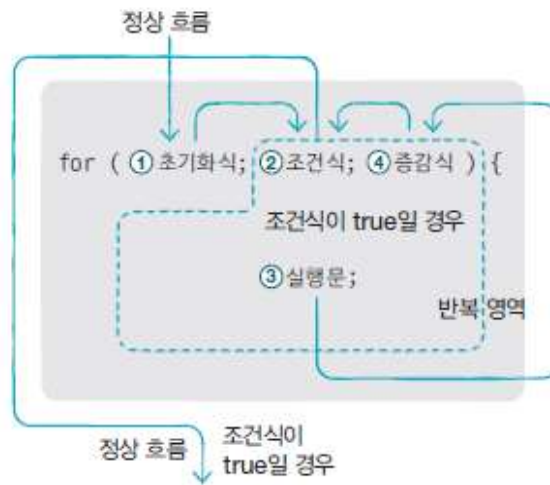 정상 흐름
for ( ① 초기화식; ②조건식; ④증감식 ) {
조건식이 true일 경우
③실행문;
반복 영역
정상 흐름
조건식이
true일 경우